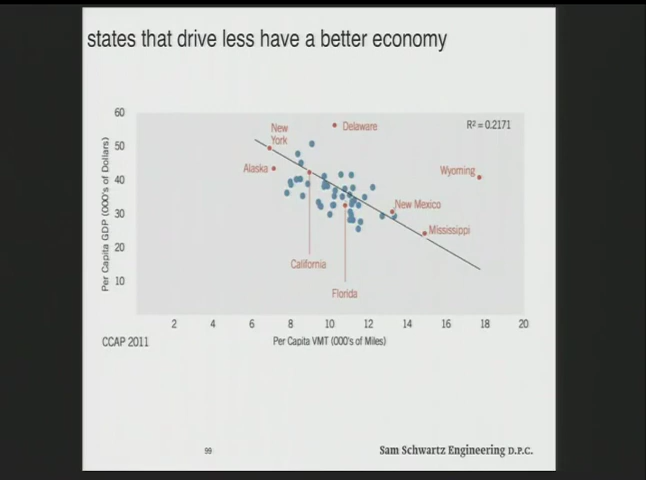 states that drive less have a better economy
60
50
40
30
20
10
Per Capita GDP (000's of Dollars)
R² = 0.2171
New
York
Delaware
Alaska
Wyoming
New Mexico
Mississippi
California
Florida
2 4 6 8 10 12 14 16 18 20
Per Capita VMT (000's of Miles)
CCAP 2011
99
Sam Schwartz Engineering D.P.C.